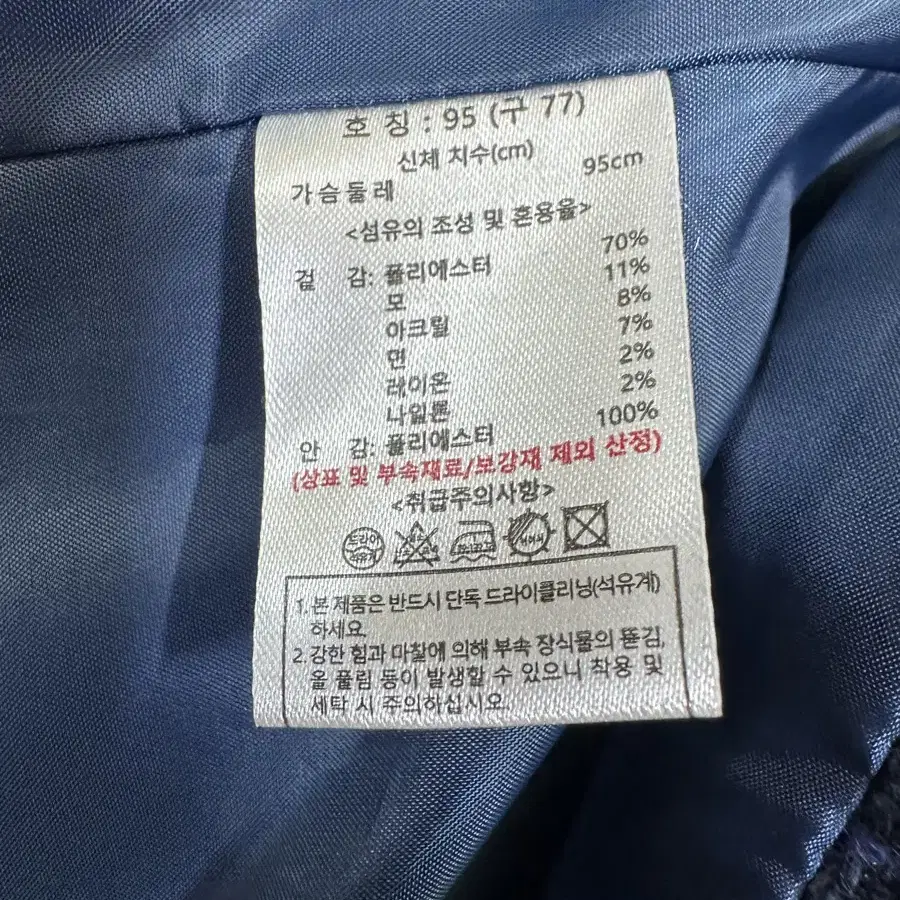 호 칭 : 95 (구 77)
신체 치수(cm)
가슴둘레 95cm
<섬유의 조성 및 혼용율>
겉 감: 폴리에스터 70%
모 11%
아크릴 8%
면 7%
레이온 2%
나일론 2%
안 감: 폴리에스터 100%
(상표 및 부속재료/보강재 제외 산정)
<취급주의사항>
드라이
석유계
1. 본 제품은 반드시 단독 드라이클리닝(석유계)
하세요.
2. 강한 힘과 마찰에 의해 부속 장식물의 뜯김,
올 풀림 등이 발생할 수 있으니 착용 및
세탁 시 주의하십시오.